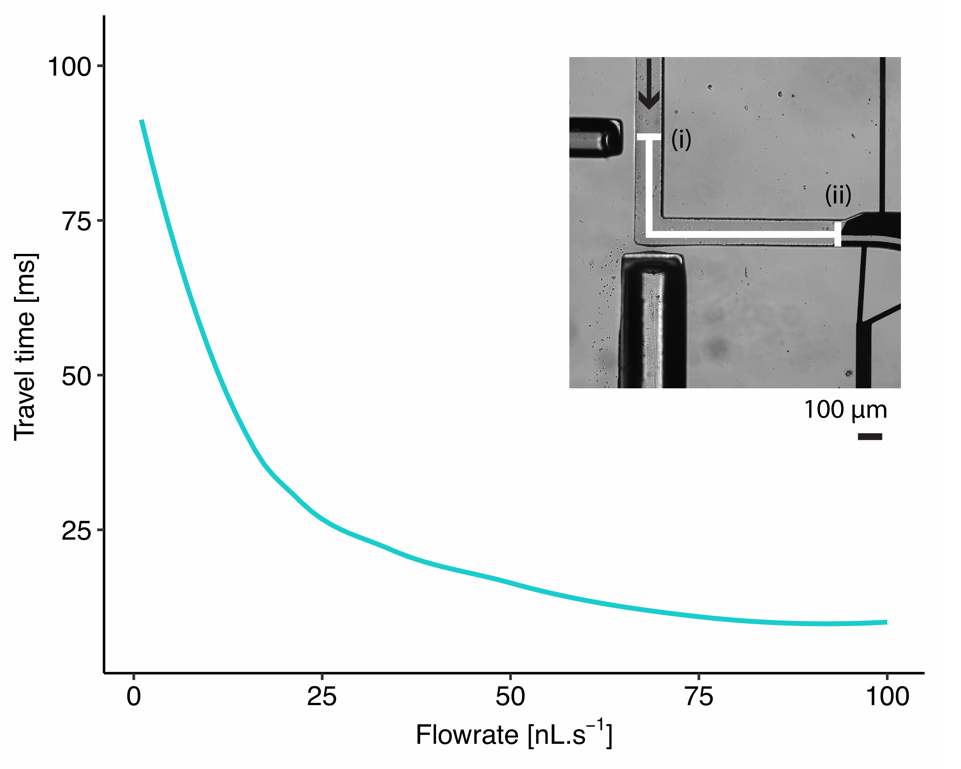 100
75
50
25
Travel time [ms]
0 25 50 75 100
Flowrate [nL.s⁻¹]
(i)
(ii)
100 µm